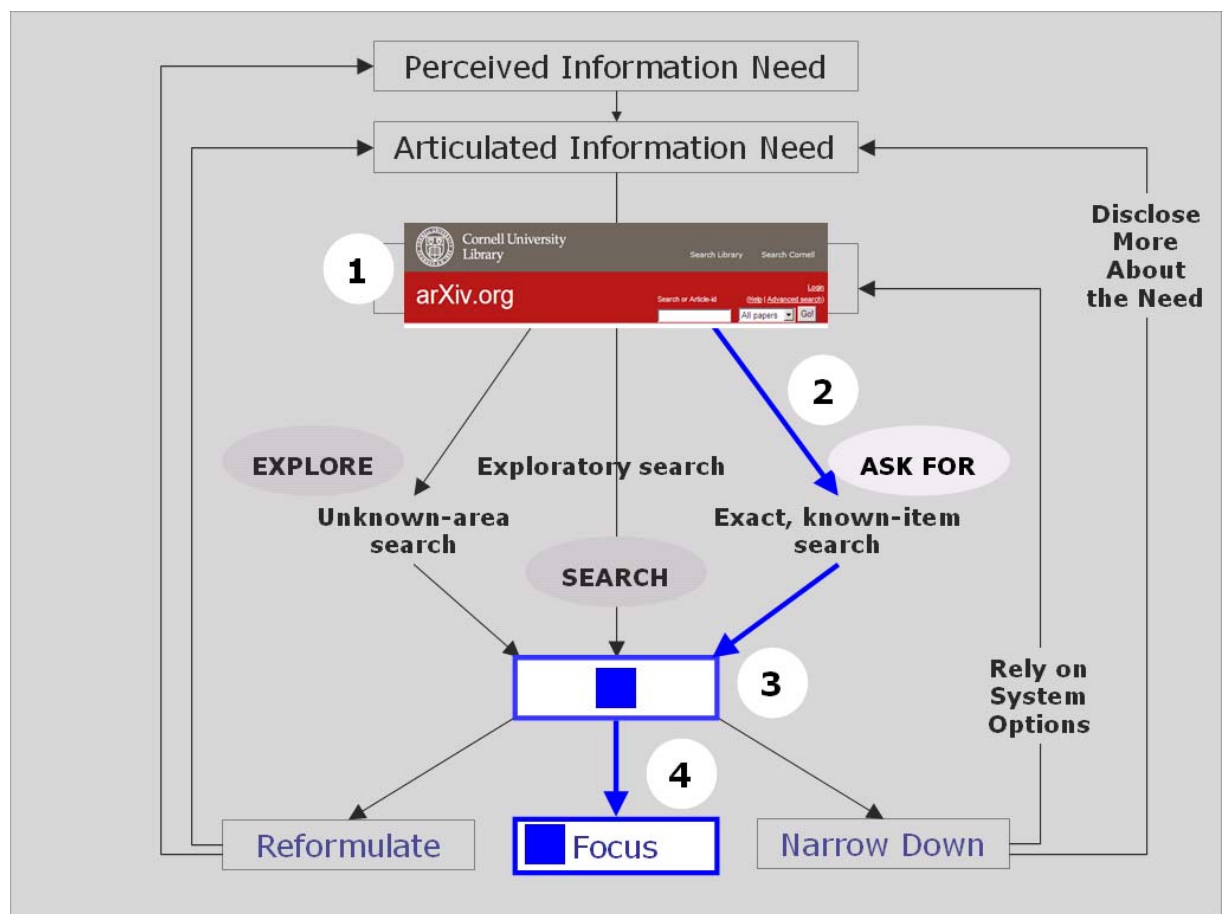 Perceived Information Need
Articulated Information Need
Disclose
More
About
the Need
1
Cornell University
Library
Search Library Search Cornell
arXiv.org
Login
Search or Article-id (Help | Advanced search)
All papers Go!
2
EXPLORE
Exploratory search
ASK FOR
Unknown-area
search
Exact, known-item
search
SEARCH
3
Rely on
System
Options
4
Reformulate
Focus
Narrow Down